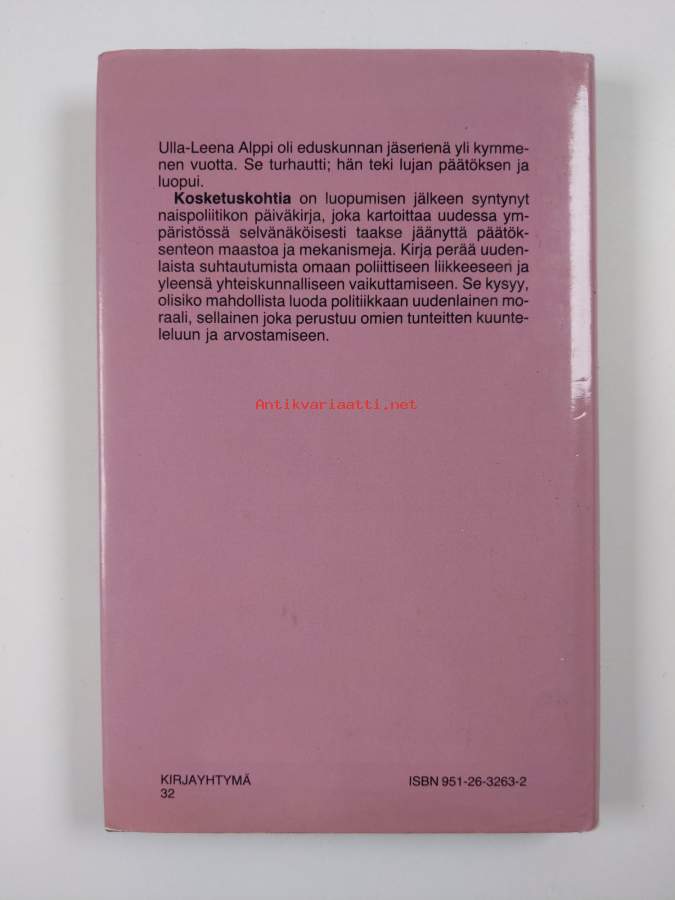 Ulla-Leena Alppi oli eduskunnan jäsenenä yli kymme-
nen vuotta. Se turhautti; hän teki lujan päätöksen ja
luopui.
Kosketuskohtia on luopumisen jälkeen syntynyt
naispoliitikon päiväkirja, joka kartoittaa uudessa ym-
päristössä selvänäköisesti taakse jäänyttä päätök-
senteon maastoa ja mekanismeja. Kirja perää uuden-
laista suhtautumista omaan poliittiseen liikkeeseen ja
yleensä yhteiskunnalliseen vaikuttamiseen. Se kysyy,
olisiko mahdollista luoda politiikkaan uudenlainen mo-
raali, sellainen joka perustuu omien tunteitten kuunte-
leluun ja arvostamiseen.
Antikvariaatti.net
KIRJAYHTYMÄ
32
ISBN 951-26-3263-2